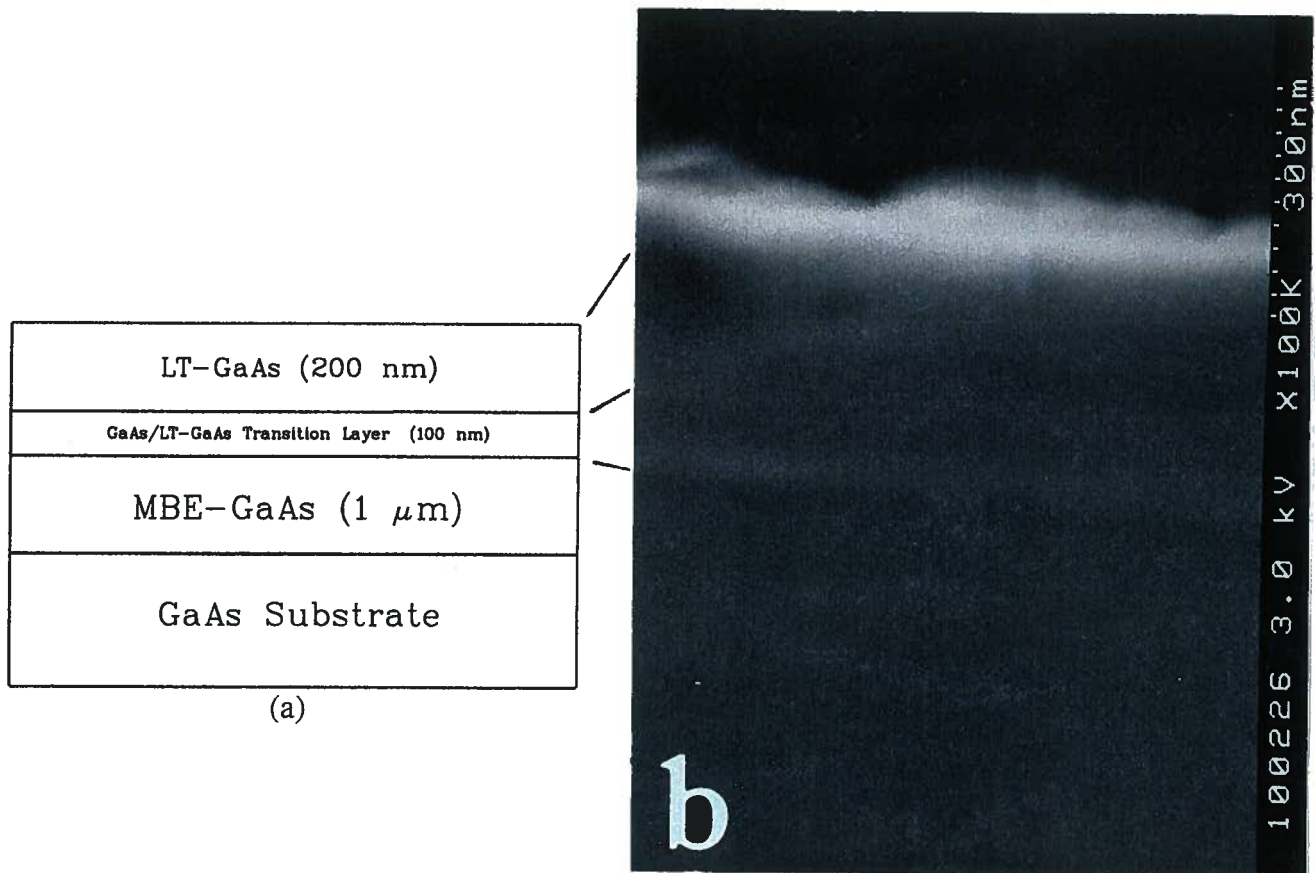 LT-GaAs (200 nm)
GaAs/LT-GaAs Transition Layer (100 nm)
MBE-GaAs (1 μm)
GaAs Substrate
(a)
b
100226 3.0 kV X100K 300nm